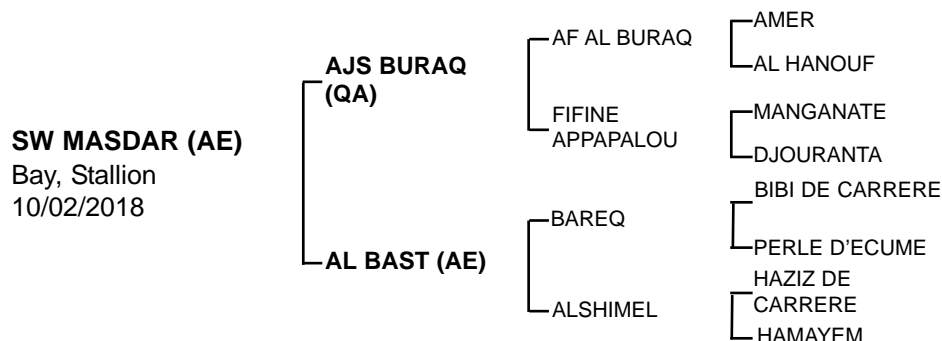 SW MASDAR (AE)
Bay, Stallion
10/02/2018
AJS BURAQ
(QA)
AL BAST (AE)
AF AL BURAQ
FIFINE
APPAPALOU
BAREQ
ALSHIMEL
AMER
AL HANOUF
MANGANATE
DJOURANTA
BIBI DE CARRERE
PERLE D'ECUME
HAZIZ DE
CARRERE
HAMAYEM